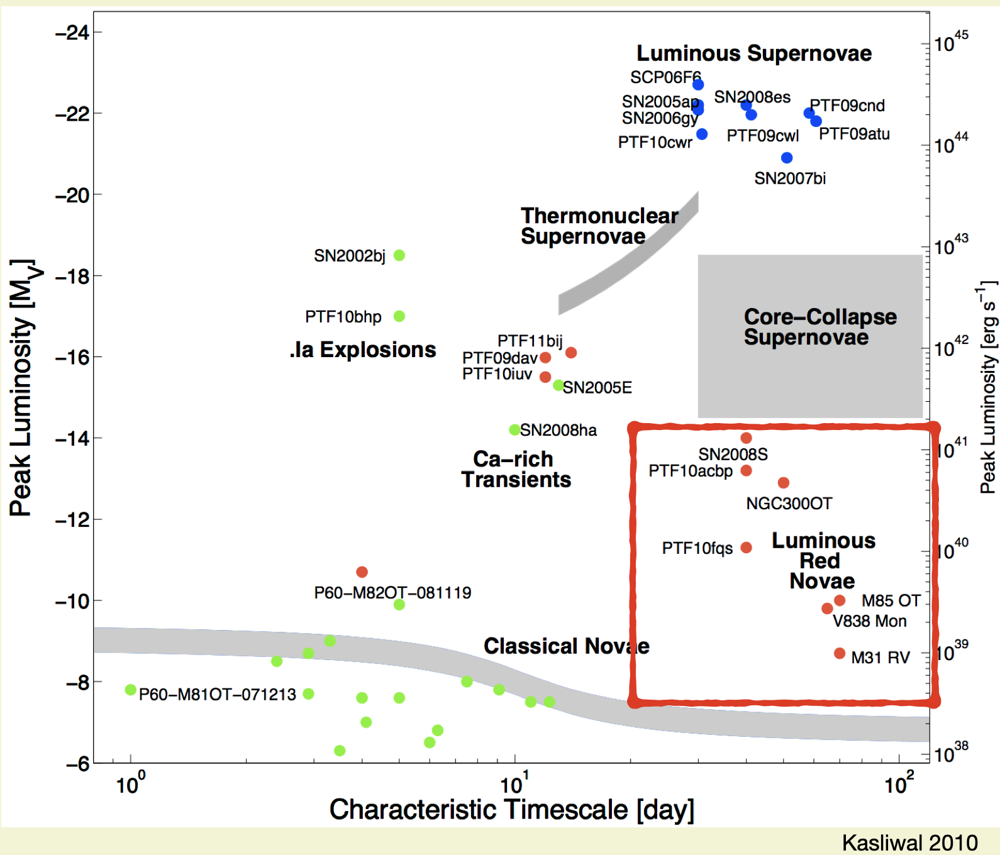 −24
−22
−20
−18
−16
−14
−12
−10
−8
−6
Peak Luminosity [M_V]
10^45
10^44
10^43
10^42
10^41
10^40
10^39
10^38
Peak Luminosity [erg s^−1]
Luminous Supernovae
SCP06F6
SN2005ap
SN2008es
SN2006gy
PTF09cnd
PTF10cwr
PTF09cwl
PTF09atu
SN2007bi
Thermonuclear
Supernovae
SN2002bj
PTF10bhp
.Ia Explosions
Core−Collapse
Supernovae
PTF11bij
PTF09dav
PTF10iuv
SN2005E
SN2008ha
Ca−rich
Transients
SN2008S
PTF10acbp
NGC300OT
PTF10fqs
Luminous
Red
Novae
P60−M82OT−081119
M85 OT
V838 Mon
Classical Novae
M31 RV
P60−M81OT−071213
10^0
10^1
10^2
Characteristic Timescale [day]
Kasliwal 2010